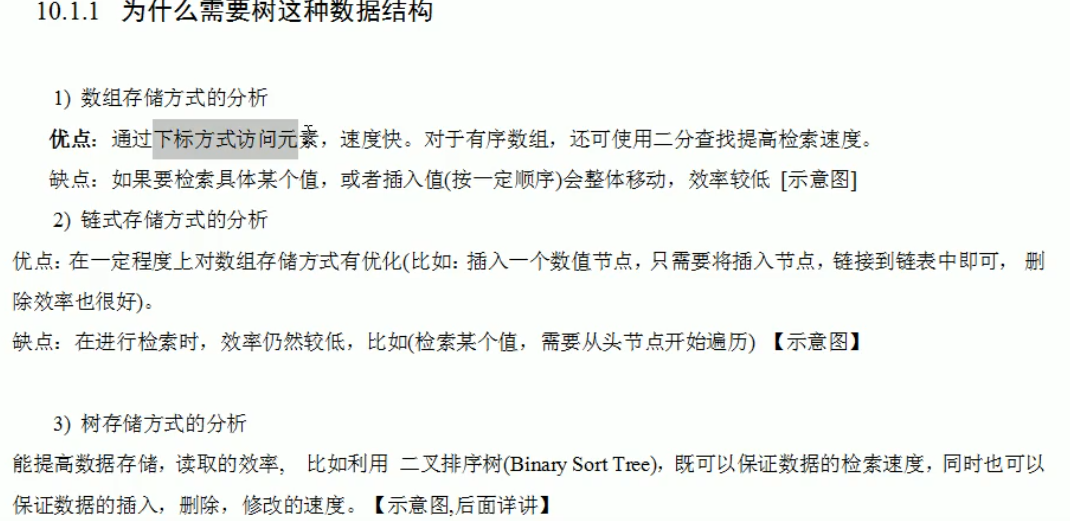 10.1.1 为什么需要树这种数据结构
1) 数组存储方式的分析
优点：通过下标方式访问元素，速度快。对于有序数组，还可使用二分查找提高检索速度。
缺点：如果要检索具体某个值，或者插入值(按一定顺序)会整体移动，效率较低 [示意图]
2) 链式存储方式的分析
优点：在一定程度上对数组存储方式有优化(比如：插入一个数值节点，只需要将插入节点，链接到链表中即可， 删
除效率也很好)。
缺点：在进行检索时，效率仍然较低，比如(检索某个值，需要从头节点开始遍历) 【示意图】
3) 树存储方式的分析
能提高数据存储，读取的效率, 比如利用 二叉排序树(Binary Sort Tree)，既可以保证数据的检索速度，同时也可以
保证数据的插入，删除，修改的速度。【示意图,后面详讲】